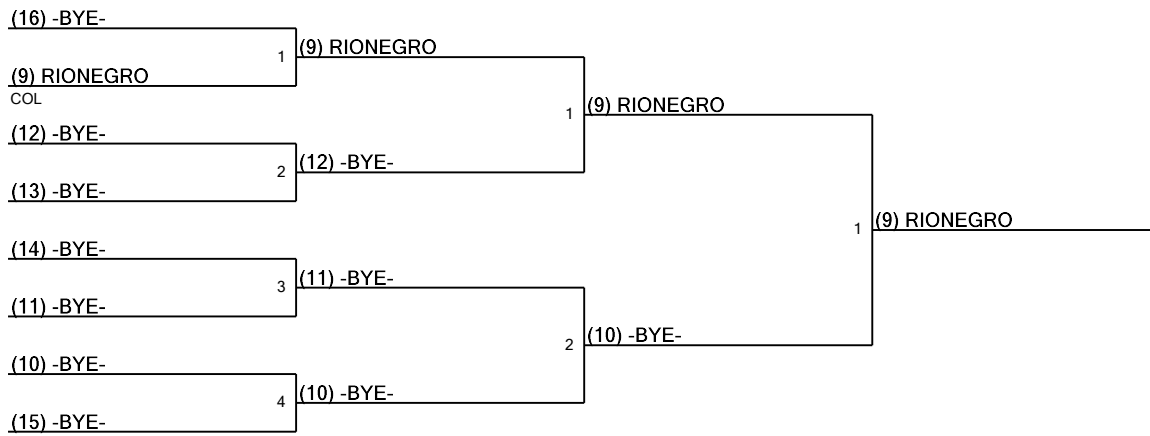 (16) -BYE-
1
(9) RIONEGRO
(9) RIONEGRO
COL
1
(9) RIONEGRO
(12) -BYE-
2
(12) -BYE-
(13) -BYE-
1
(9) RIONEGRO
(14) -BYE-
3
(11) -BYE-
(11) -BYE-
2
(10) -BYE-
(10) -BYE-
4
(10) -BYE-
(15) -BYE-